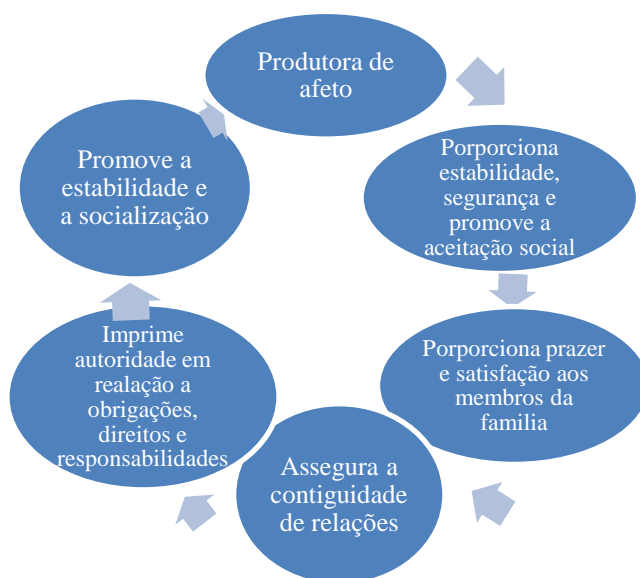 Produtora de
afeto
Porporciona
estabilidade,
segurança e
promove a
aceitação social
Porporciona prazer
e satisfação aos
membros da
familia
Assegura a
contiguidade
de relações
Imprime
autoridade em
realação a
obrigações,
direitos e
responsabilidades
Promove a
estabilidade e
a socialização